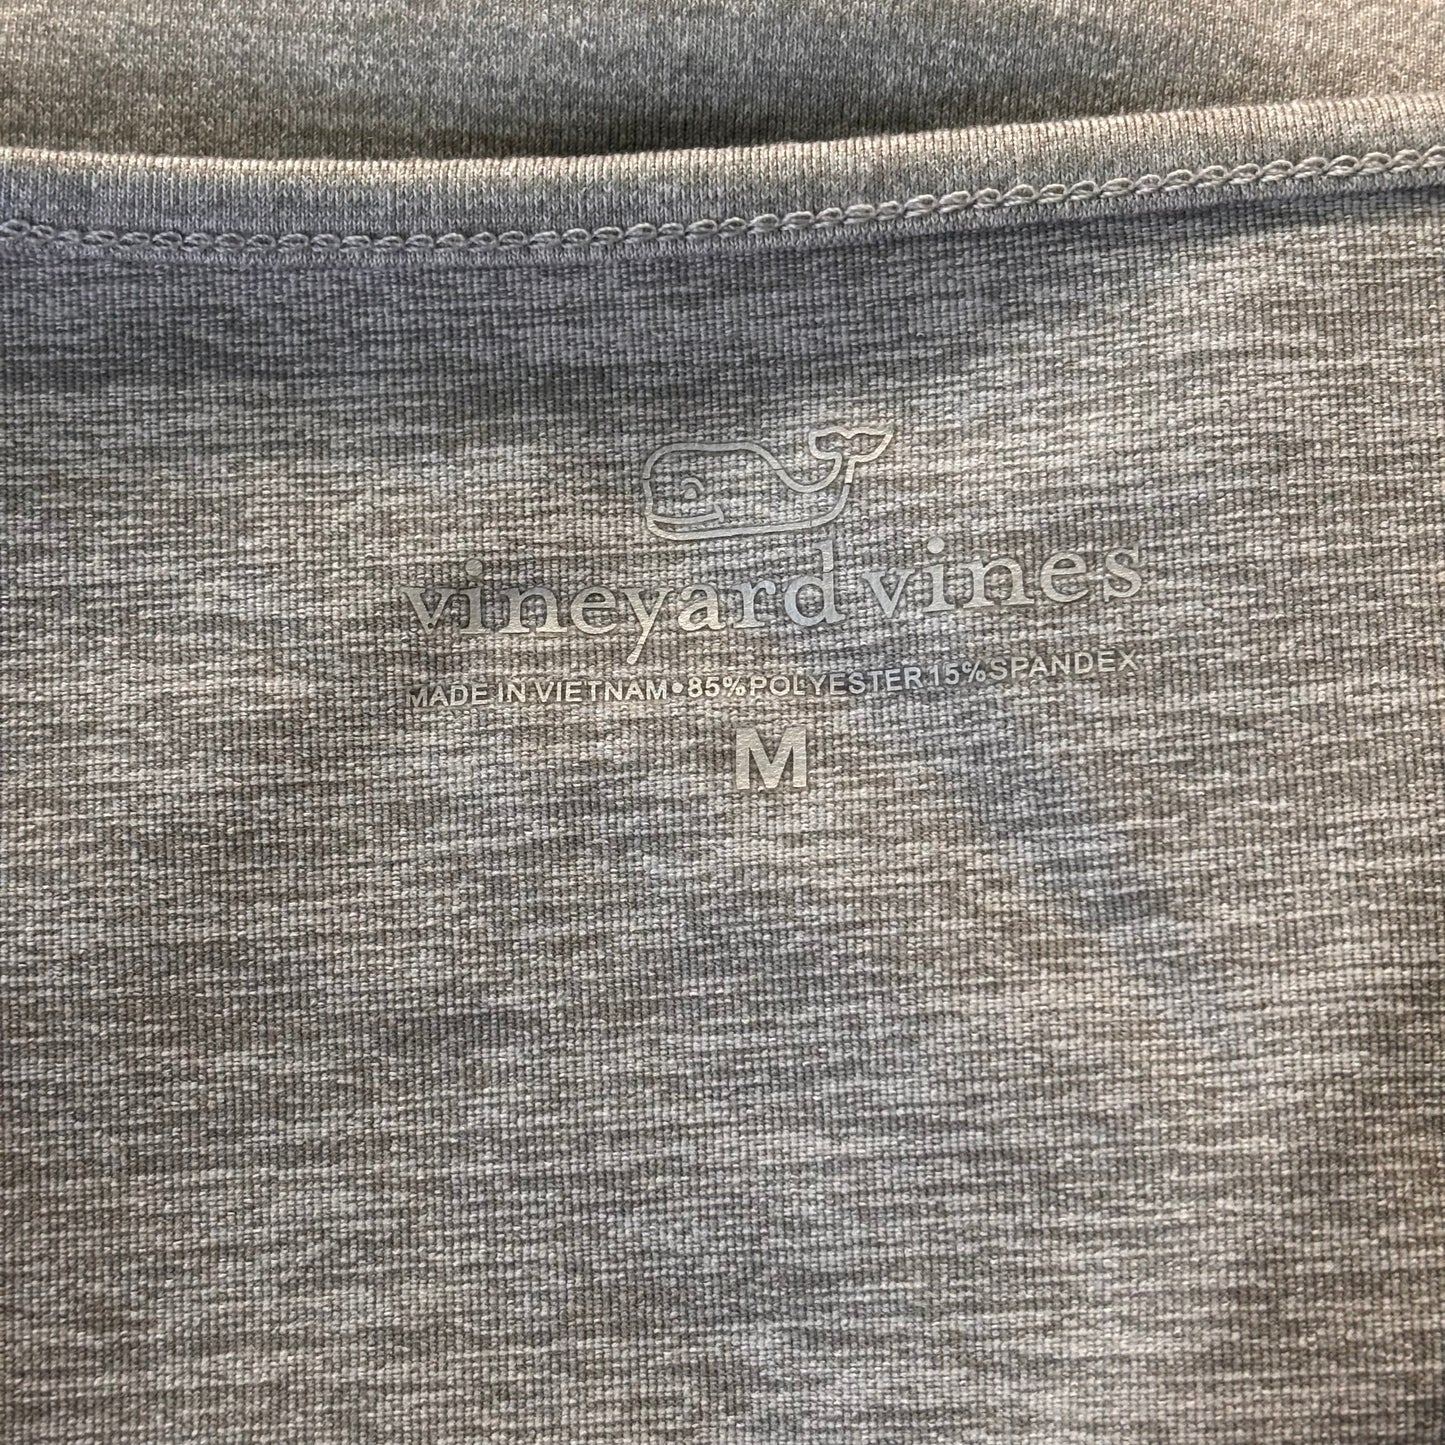 vineyard vines
MADE IN VIETNAM • 85% POLYESTER 15% SPANDEX
M